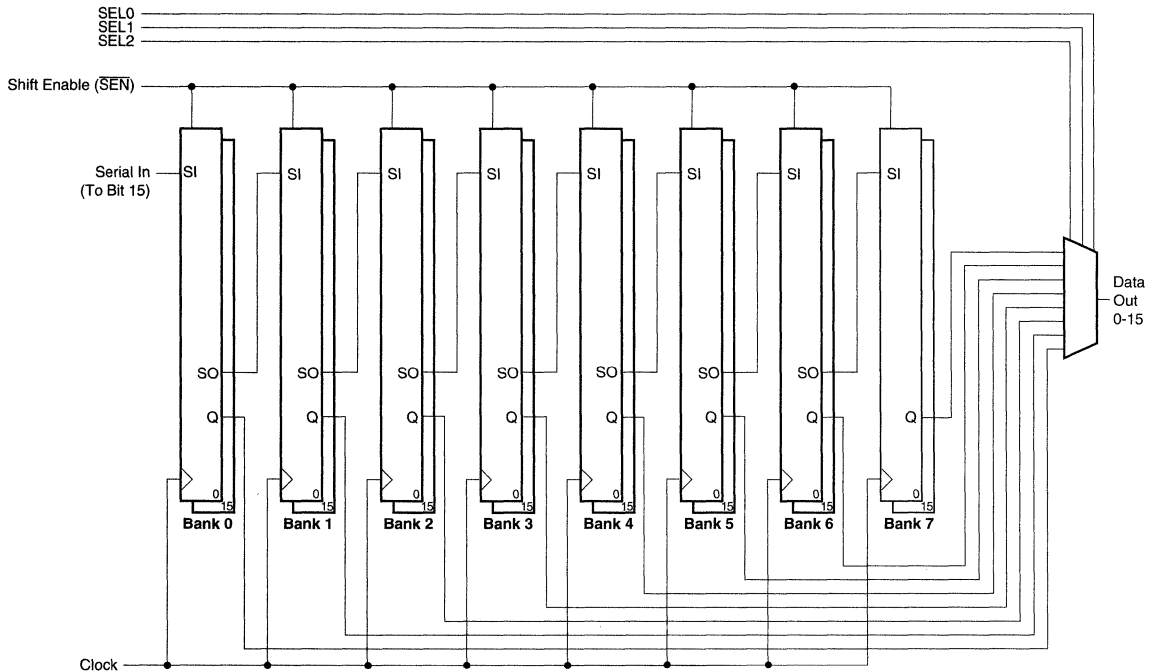 SEL0
SEL1
SEL2
Shift Enable (SEN)
Serial In
(To Bit 15)
SI
SI
SI
SI
SI
SI
SI
SI
SO
SO
SO
SO
SO
SO
SO
Q
Q
Q
Q
Q
Q
Q
Q
Data
Out
0-15
0
15
0
15
0
15
0
15
0
15
0
15
0
15
0
15
Bank 0
Bank 1
Bank 2
Bank 3
Bank 4
Bank 5
Bank 6
Bank 7
Clock